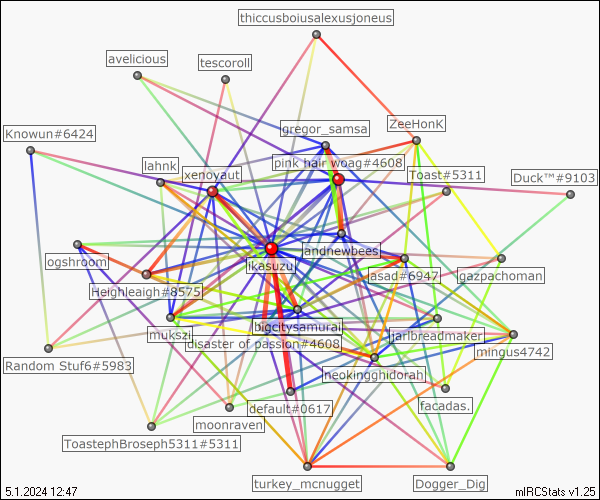 thiccusboiusalexusjoneus
avelicious
tescoroll
ZeeHonK
gregor_samsa
Knowun#6424
pink hair woag#4608
lahnk
xenoyaut
Toast#5311
Duck™#9103
andnewbees
ikasuzu
ogshroom
asad#6947
gazpachoman
Heighleaigh#8575
bigcitysamurai
mukszi
disaster of passion#4608
jarlbreadmaker
mingus4742
Random Stuf6#5983
neokingghidorah
default#0617
facadas.
moonraven
ToastephBroseph5311#5311
turkey_mcnugget
Dogger_Dig
5.1.2024 12:47
mIRCStats v1.25